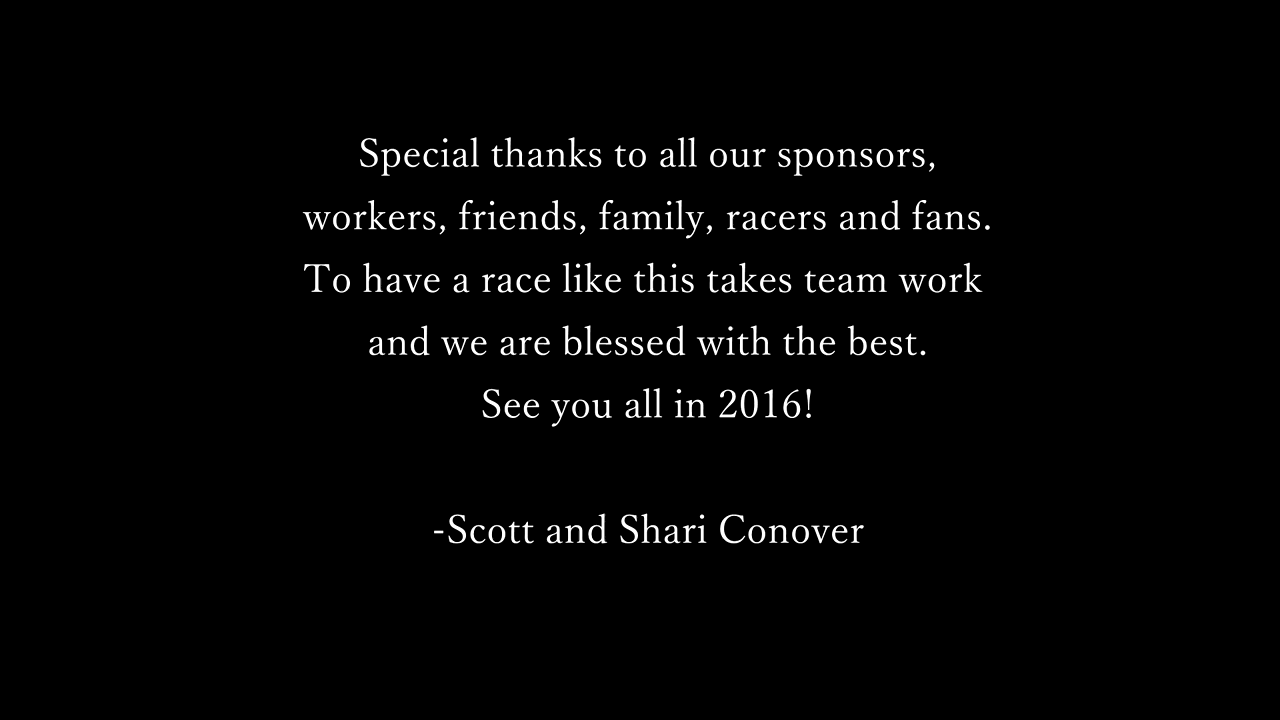 Special thanks to all our sponsors,
workers, friends, family, racers and fans.
To have a race like this takes team work
and we are blessed with the best.
See you all in 2016!
-Scott and Shari Conover